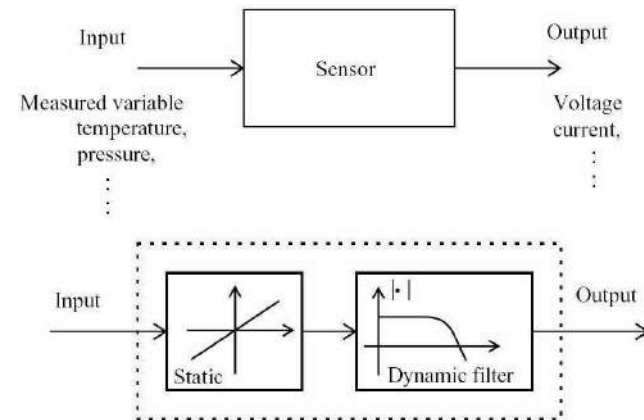 Input
Output
Sensor
Measured variable
temperature,
pressure,
Voltage
current,
Input
Output
|•|
Static
Dynamic filter